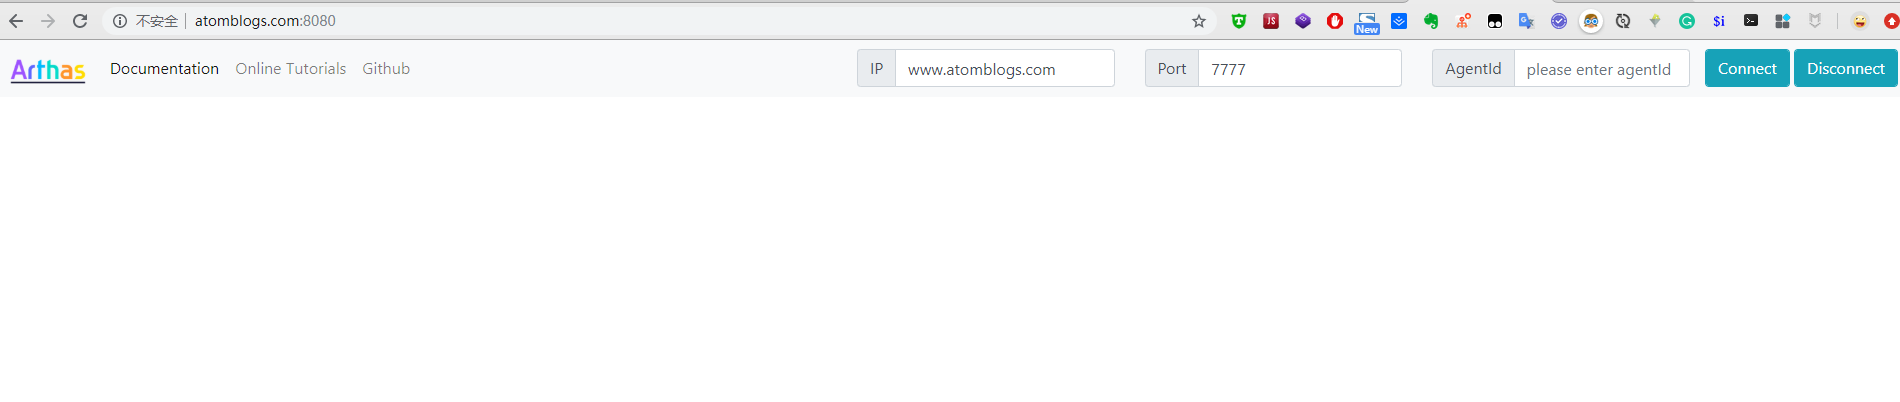 不安全 atomblogs.com:8080
New
JS
$i
Arthas Documentation Online Tutorials Github IP www.atomblogs.com Port 7777 AgentId please enter agentId Connect Disconnect